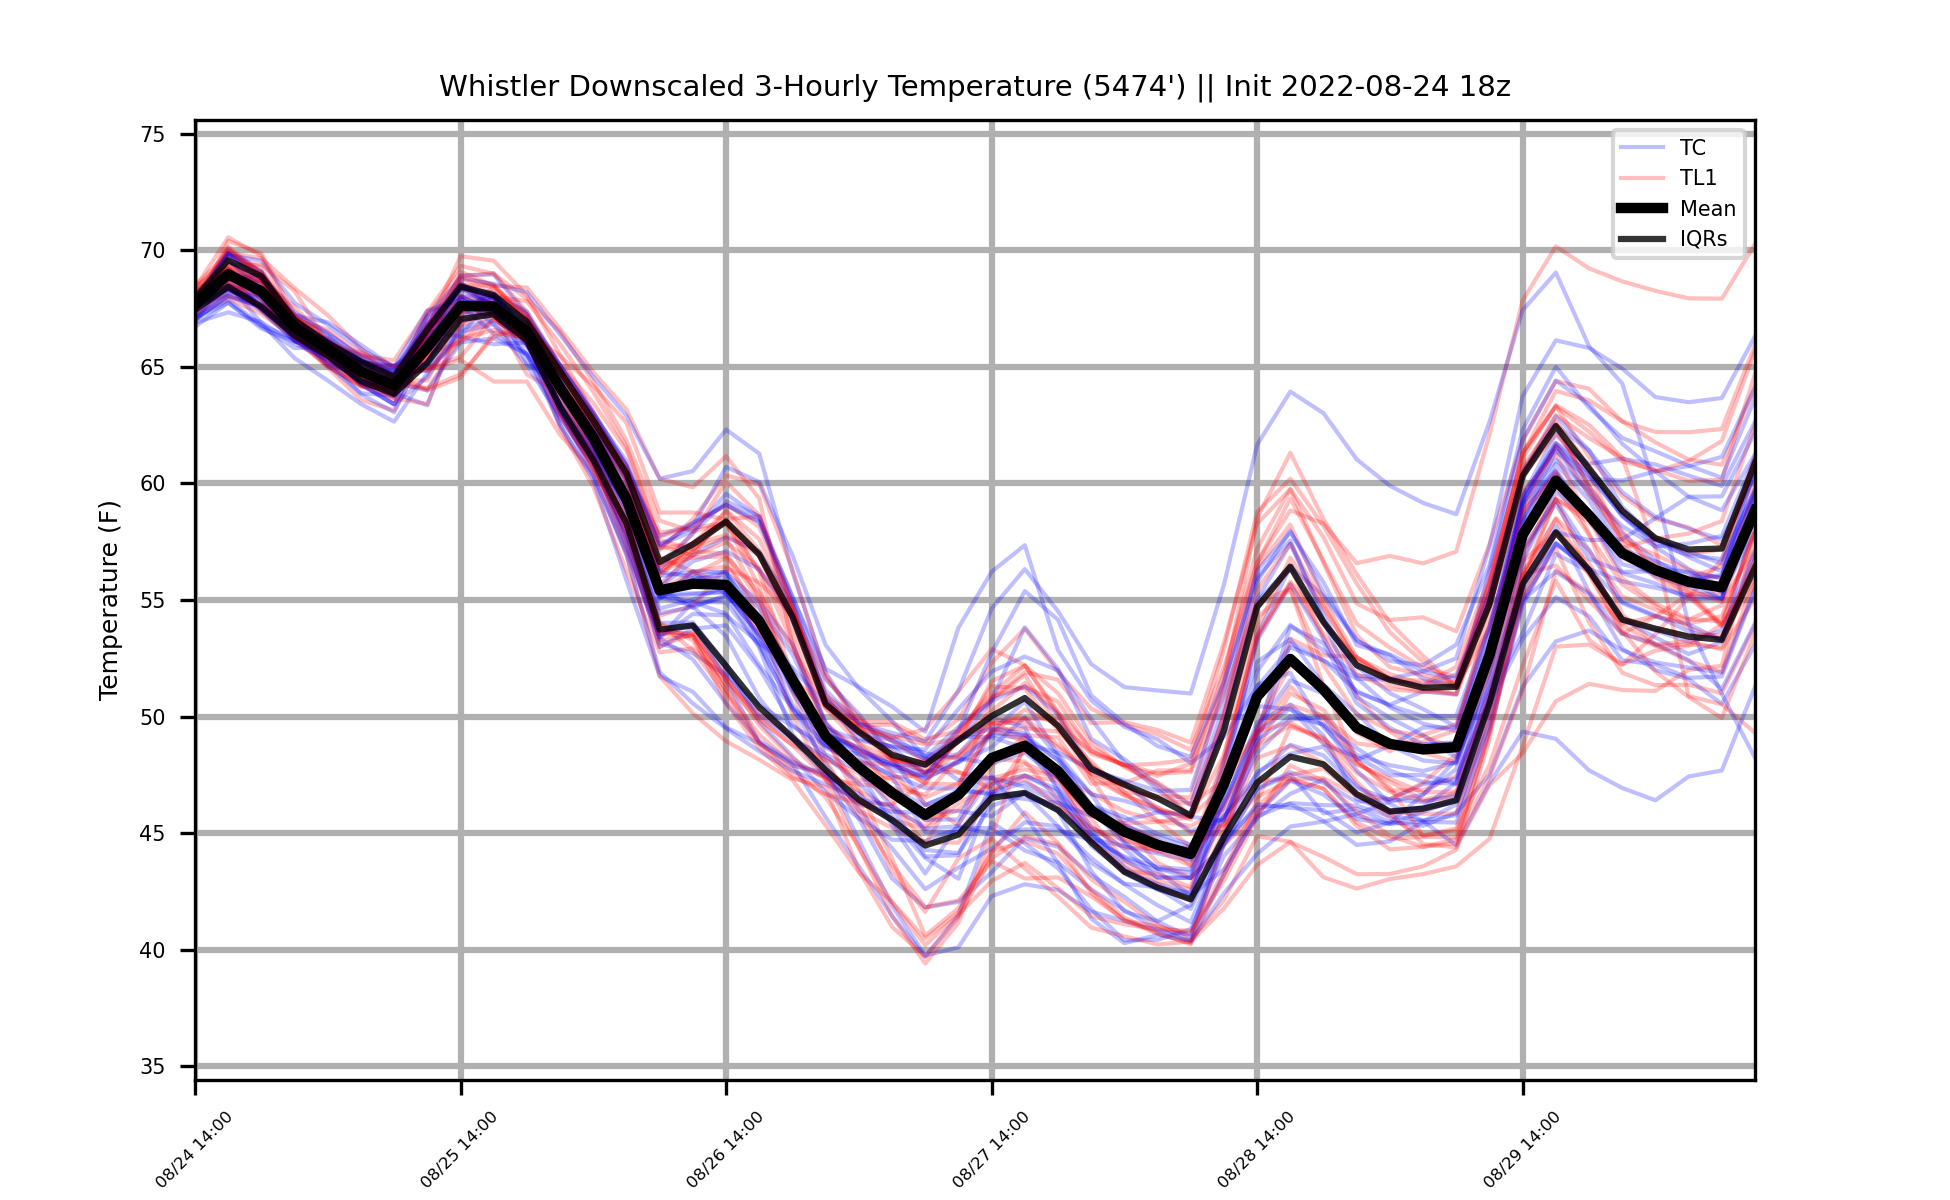 Whistler Downscaled 3-Hourly Temperature (5474') || Init 2022-08-24 18z
75
70
65
60
55
50
45
40
35
Temperature (F)
TC
TL1
Mean
IQRs
08/24 14:00
08/25 14:00
08/26 14:00
08/27 14:00
08/28 14:00
08/29 14:00